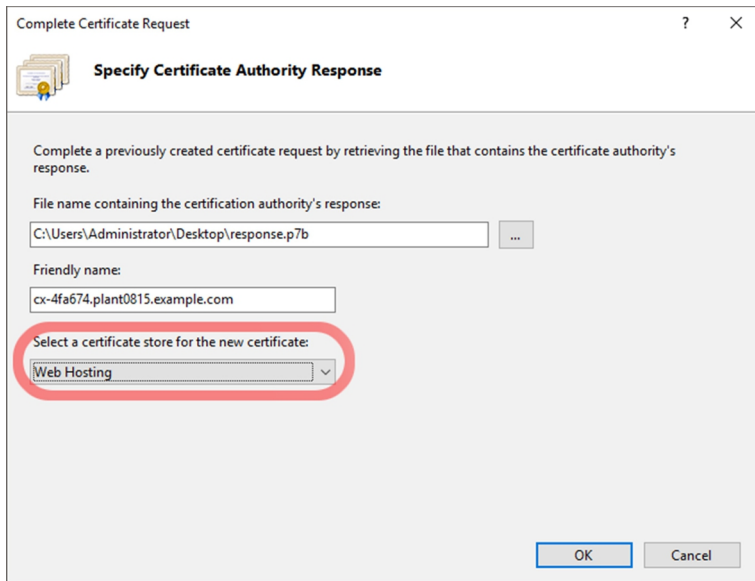 Complete Certificate Request
Specify Certificate Authority Response
Complete a previously created certificate request by retrieving the file that contains the certificate authority's
response.
File name containing the certification authority's response:
C:\Users\Administrator\Desktop\response.p7b
...
Friendly name:
cx-4fa674.plant0815.example.com
Select a certificate store for the new certificate:
Web Hosting
OK
Cancel